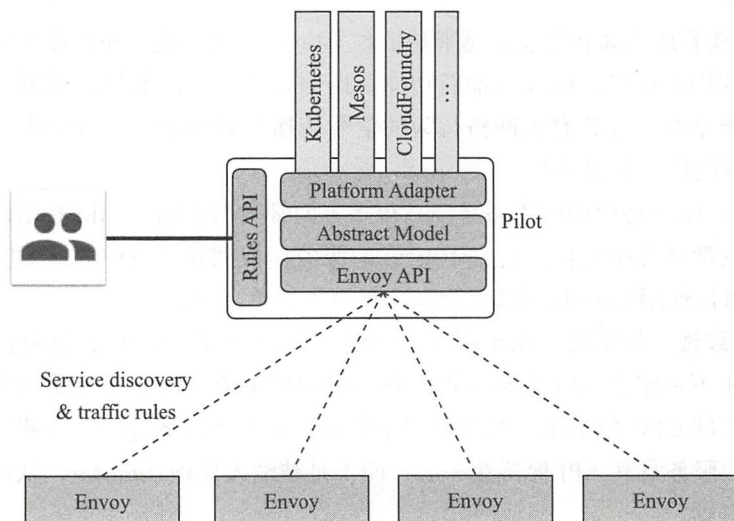 Kubernetes
Mesos
CloudFoundry
...
Rules API
Platform Adapter
Abstract Model
Envoy API
Pilot
Service discovery
& traffic rules
Envoy
Envoy
Envoy
Envoy